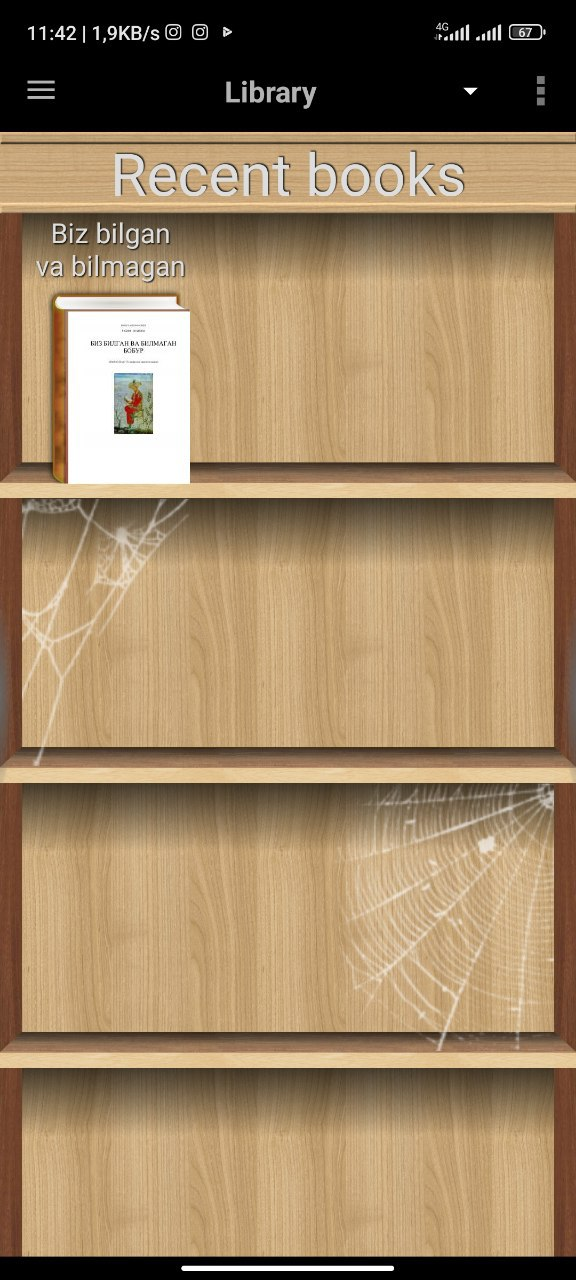 11:42 | 1,9KB/s
4G
67
Library
Recent books
Biz bilgan
va bilmagan
БИЗ БИЛГАН ВА БИЛМАГАН
БОБУР